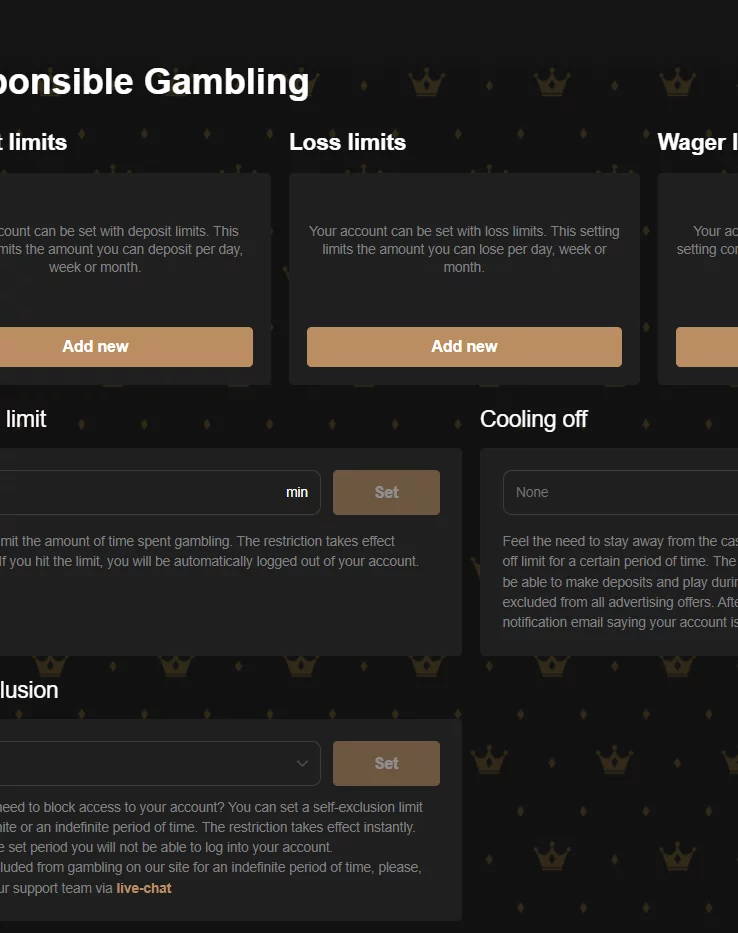 ponsible Gambling
t limits
Loss limits
Wager l
count can be set with deposit limits. This
mits the amount you can deposit per day,
week or month.
Your account can be set with loss limits. This setting
limits the amount you can lose per day, week or
month.
Your ac
setting cor
Add new
Add new
limit
Cooling off
min
Set
None
mit the amount of time spent gambling. The restriction takes effect
If you hit the limit, you will be automatically logged out of your account.
Feel the need to stay away from the cas
off limit for a certain period of time. The
be able to make deposits and play durin
excluded from all advertising offers. Afte
notification email saying your account is
lusion
Set
need to block access to your account? You can set a self-exclusion limit
nite or an indefinite period of time. The restriction takes effect instantly.
e set period you will not be able to log into your account.
luded from gambling on our site for an indefinite period of time, please,
ur support team via live-chat